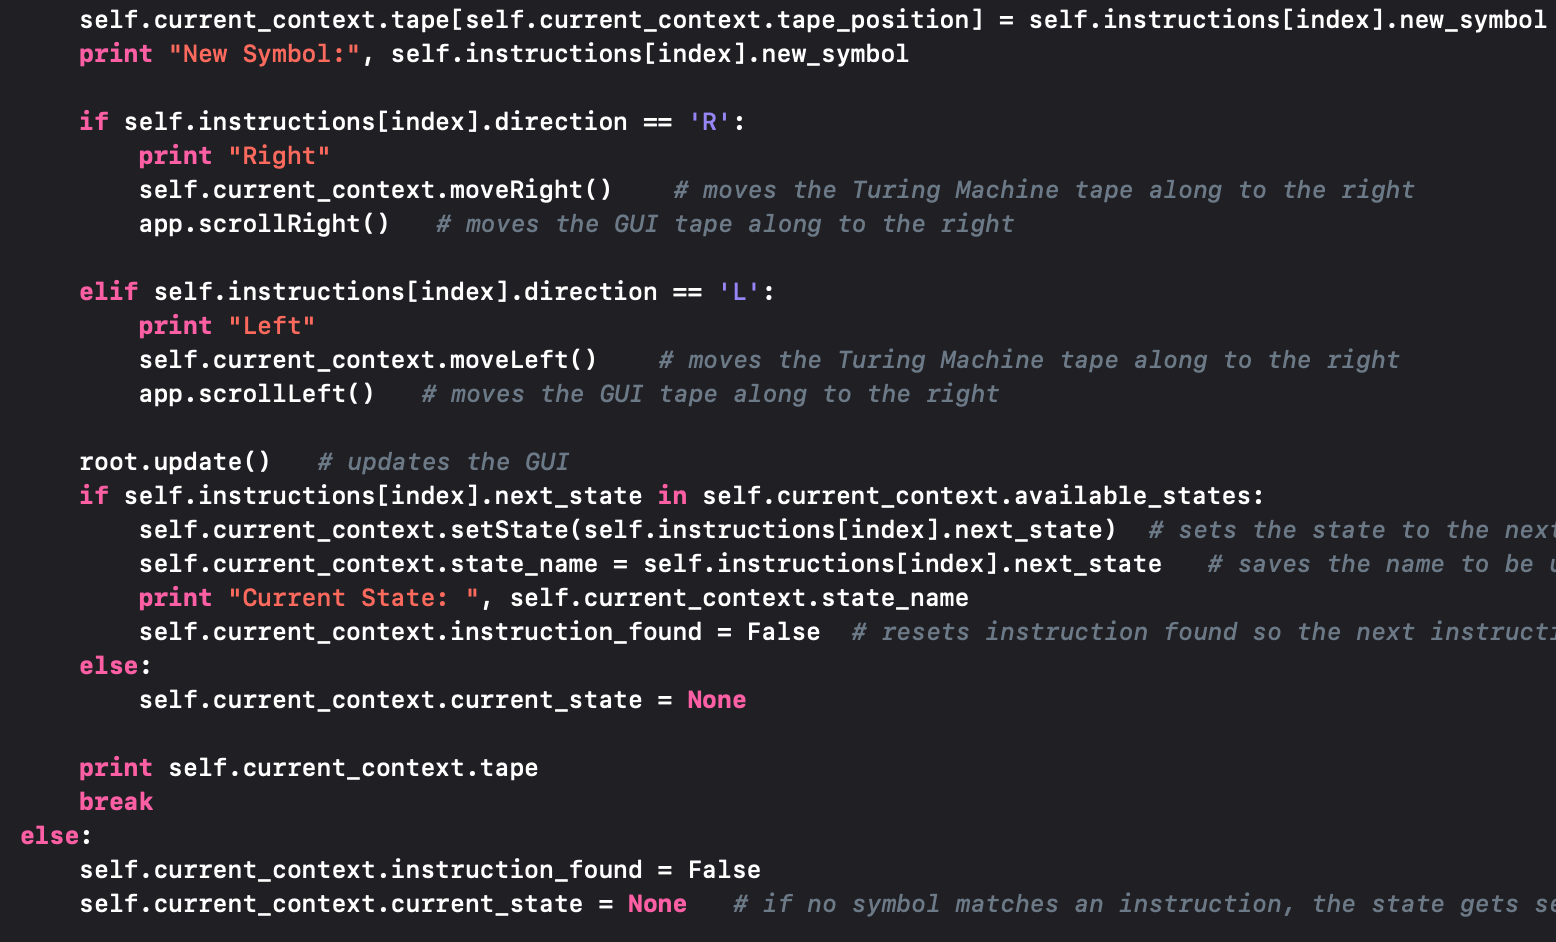 self.current_context.tape[self.current_context.tape_position] = self.instructions[index].new_symbol
print "New Symbol:", self.instructions[index].new_symbol
if self.instructions[index].direction == 'R':
print "Right"
self.current_context.moveRight()    # moves the Turing Machine tape along to the right
app.scrollRight()   # moves the GUI tape along to the right
elif self.instructions[index].direction == 'L':
print "Left"
self.current_context.moveLeft()    # moves the Turing Machine tape along to the right
app.scrollLeft()   # moves the GUI tape along to the right
root.update()   # updates the GUI
if self.instructions[index].next_state in self.current_context.available_states:
self.current_context.setState(self.instructions[index].next_state)  # sets the state to the next
self.current_context.state_name = self.instructions[index].next_state   # saves the name to be
print "Current State: ", self.current_context.state_name
self.current_context.instruction_found = False  # resets instruction found so the next
else:
self.current_context.current_state = None
print self.current_context.tape
break
else:
self.current_context.instruction_found = False
self.current_context.current_state = None   # if no symbol matches an instruction, the state gets